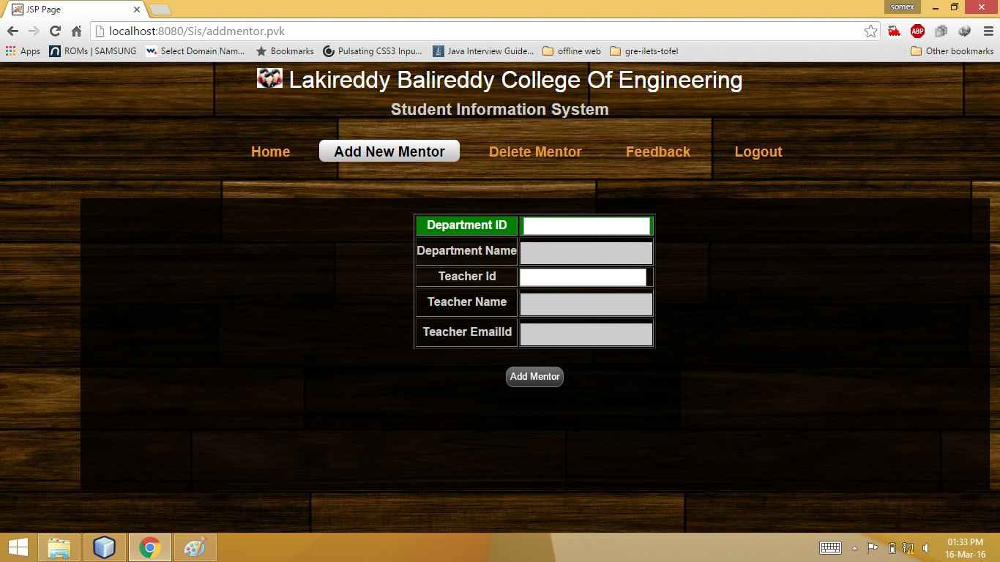 somex
JSP Page
localhost:8080/Sis/addmentor.pvk
ABP
Apps ROMs | SAMSUNG Select Domain Nam... Bookmarks Pulsating CSS3 Inpu... Java Interview Guide... offline web gre-ilets-tofel Other bookmarks
Lakireddy Balireddy College Of Engineering
Student Information System
Home Add New Mentor Delete Mentor Feedback Logout
Department ID
Department Name
Teacher Id
Teacher Name
Teacher EmailId
Add Mentor
01:33 PM
16-Mar-16